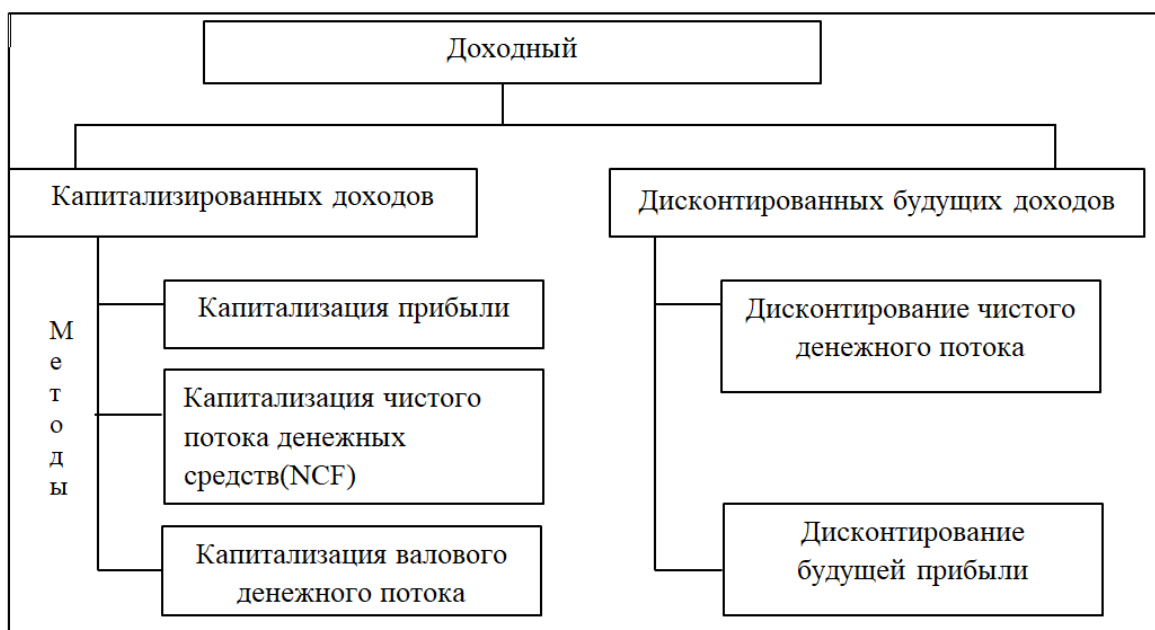 Доходный
Капитализированных доходов
Дисконтированных будущих доходов
Методы
Капитализация прибыли
Капитализация чистого
потока денежных
средств(NCF)
Капитализация валового
денежного потока
Дисконтирование чистого
денежного потока
Дисконтирование
будущей прибыли